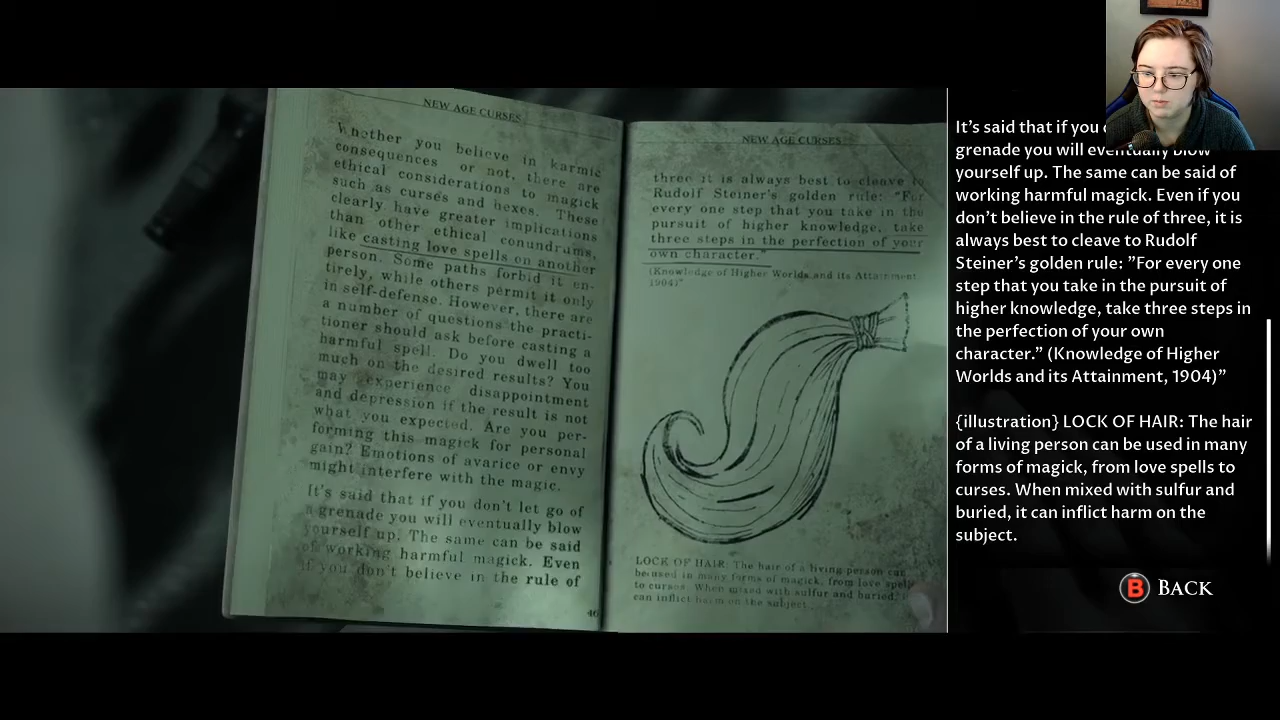 NEW AGE CURSES
Whether you believe in karmic
consequences or not, there are
ethical considerations to magick
such as curses and hexes. These
clearly have greater implications
than other ethical conundrums,
like casting love spells on another
person. Some paths forbid it en-
tirely, while others permit it only
in self-defense. However, there are
a number of questions the practi-
tioner should ask before casting a
harmful spell. Do you dwell too
much on the desired results? You
may experience disappointment
and depression if the result is not
what you expected. Are you per-
forming this magick for personal
gain? Emotions of avarice or envy
might interfere with the magic.
It's said that if you don't let go of
a grenade you will eventually blow
yourself up. The same can be said
of working harmful magick. Even
if you don't believe in the rule of
46
NEW AGE CURSES
three it is always best to cleave to
Rudolf Steiner's golden rule: "For
every one step that you take in the
pursuit of higher knowledge, take
three steps in the perfection of your
own character."
(Knowledge of Higher Worlds and its Attainment,
1904)"
LOCK OF HAIR: The hair of a living person can
be used in many forms of magick, from love spells
to curses. When mixed with sulfur and buried, it
can inflict harm on the subject.
It's said that if you
grenade you will eventually blow
yourself up. The same can be said of
working harmful magick. Even if you
don't believe in the rule of three, it is
always best to cleave to Rudolf
Steiner's golden rule: "For every one
step that you take in the pursuit of
higher knowledge, take three steps in
the perfection of your own
character." (Knowledge of Higher
Worlds and its Attainment, 1904)"
{illustration} LOCK OF HAIR: The hair
of a living person can be used in many
forms of magick, from love spells to
curses. When mixed with sulfur and
buried, it can inflict harm on the
subject.
B BACK